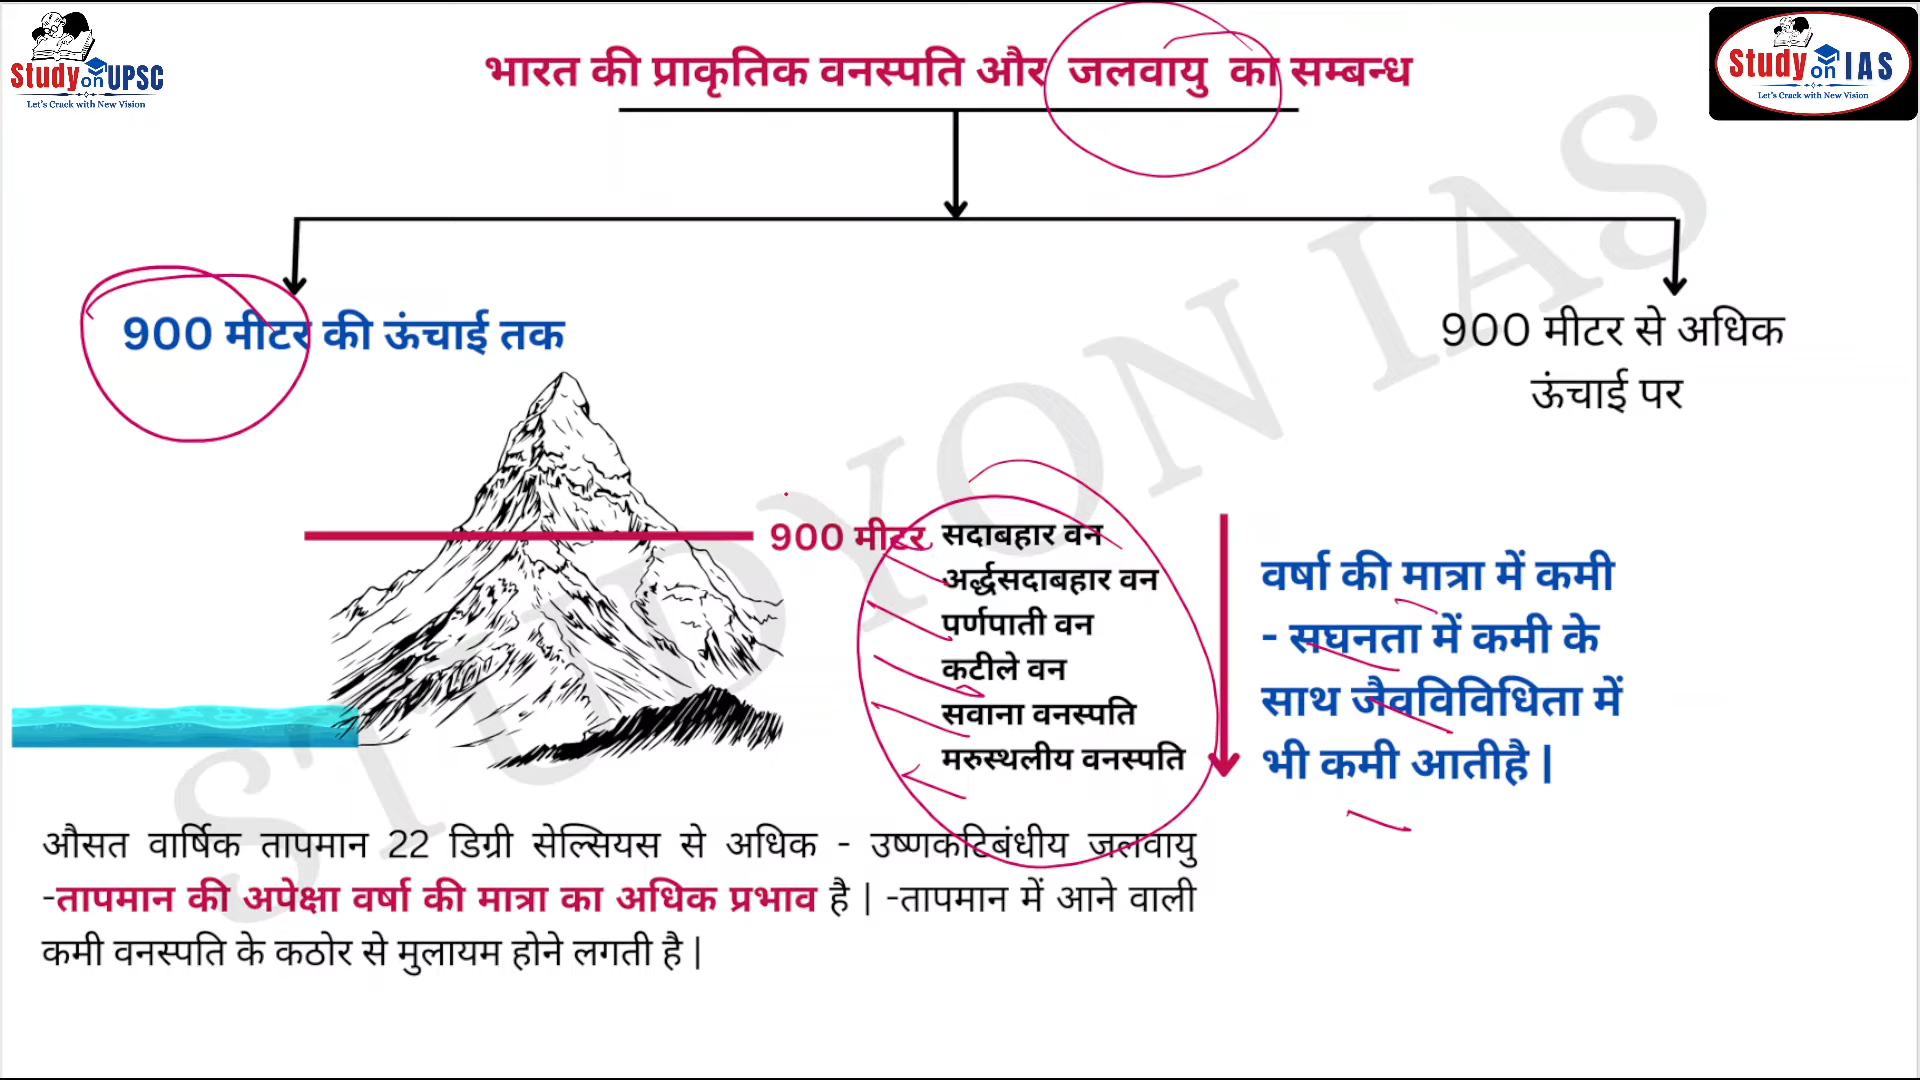 Study on UPSC
Let's Crack with New Vision
भारत की प्राकृतिक वनस्पति और जलवायु का सम्बन्ध
Study on IAS
Let's Crack with New Vision
900 मीटर की ऊंचाई तक
900 मीटर से अधिक
ऊंचाई पर
900 मीटर
सदाबहार वन
अर्द्धसदाबहार वन
पर्णपाती वन
कटीले वन
सवाना वनस्पति
मरुस्थलीय वनस्पति
वर्षा की मात्रा में कमी
- सघनता में कमी के
साथ जैवविविधिता में
भी कमी आतीहै |
औसत वार्षिक तापमान 22 डिग्री सेल्सियस से अधिक - उष्णकटिबंधीय जलवायु
-तापमान की अपेक्षा वर्षा की मात्रा का अधिक प्रभाव है | -तापमान में आने वाली
कमी वनस्पति के कठोर से मुलायम होने लगती है |
STUDYON IAS